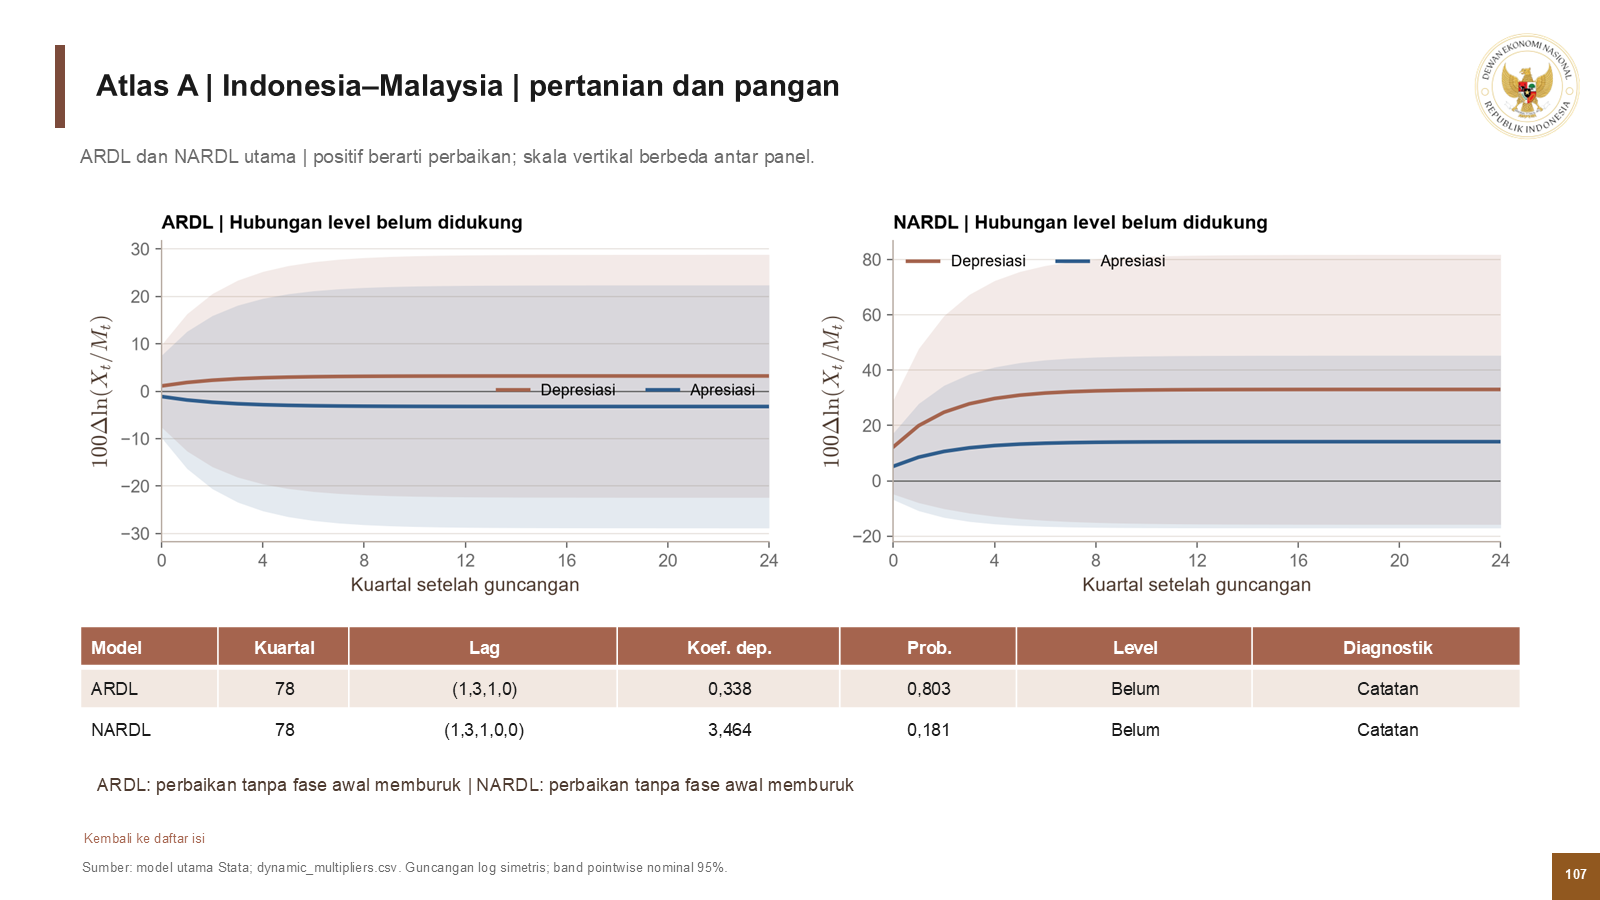 Atlas A | Indonesia–Malaysia | pertanian dan pangan
DEWAN EKONOMI NASIONAL
REPUBLIK INDONESIA
ARDL dan NARDL utama | positif berarti perbaikan; skala vertikal berbeda antar panel.
ARDL | Hubungan level belum didukung
30
20
10
0
−10
−20
−30
100Δln(Xₜ/Mₜ)
Depresiasi Apresiasi
0 4 8 12 16 20 24
Kuartal setelah guncangan
NARDL | Hubungan level belum didukung
80
60
40
20
0
−20
100Δln(Xₜ/Mₜ)
Depresiasi Apresiasi
0 4 8 12 16 20 24
Kuartal setelah guncangan
Model Kuartal Lag Koef. dep. Prob. Level Diagnostik
ARDL 78 (1,3,1,0) 0,338 0,803 Belum Catatan
NARDL 78 (1,3,1,0,0) 3,464 0,181 Belum Catatan
ARDL: perbaikan tanpa fase awal memburuk | NARDL: perbaikan tanpa fase awal memburuk
Kembali ke daftar isi
Sumber: model utama Stata; dynamic_multipliers.csv. Guncangan log simetris; band pointwise nominal 95%.
107